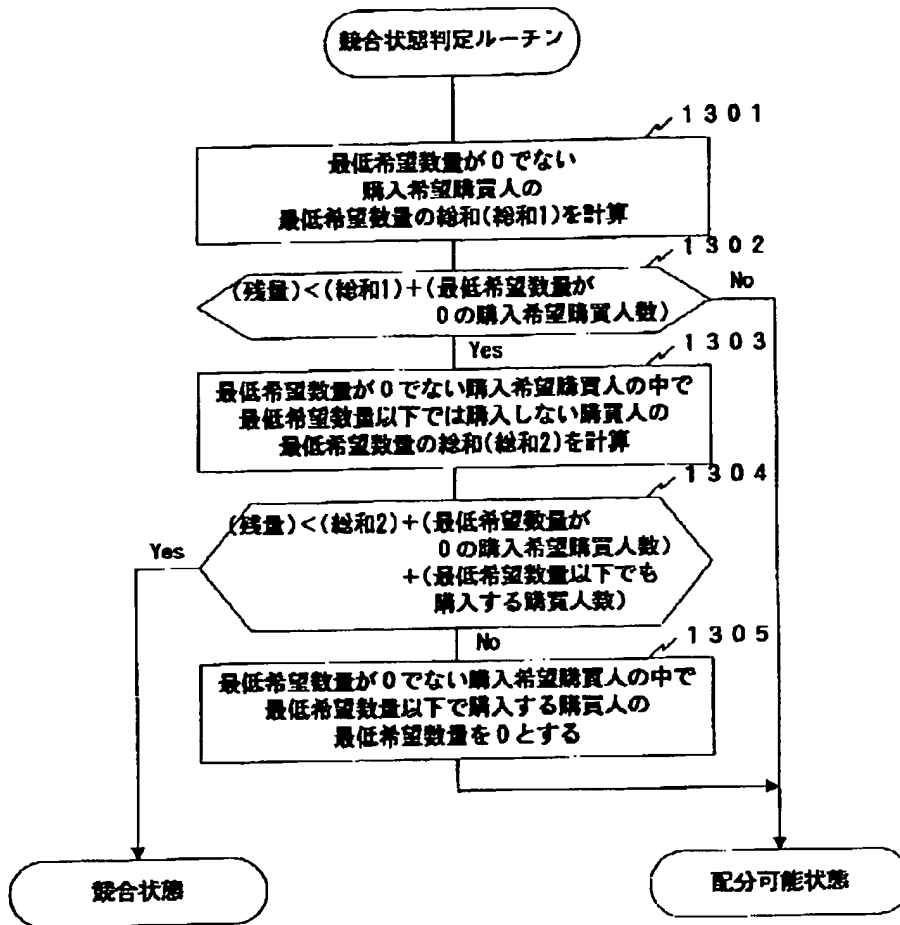 競合状態判定ルーチン
1301
最低希望数量が0でない
購入希望購買人の
最低希望数量の総和(総和1)を計算
1302
(残量)<(総和1)+(最低希望数量が
0の購入希望購買人数)
No
Yes
1303
最低希望数量が0でない購入希望購買人の中で
最低希望数量以下では購入しない購買人の
最低希望数量の総和(総和2)を計算
1304
(残量)<(総和2)+(最低希望数量が
0の購入希望購買人数)
+(最低希望数量以下でも
購入する購買人数)
Yes
No
1305
最低希望数量が0でない購入希望購買人の中で
最低希望数量以下で購入する購買人の
最低希望数量を0とする
競合状態
配分可能状態